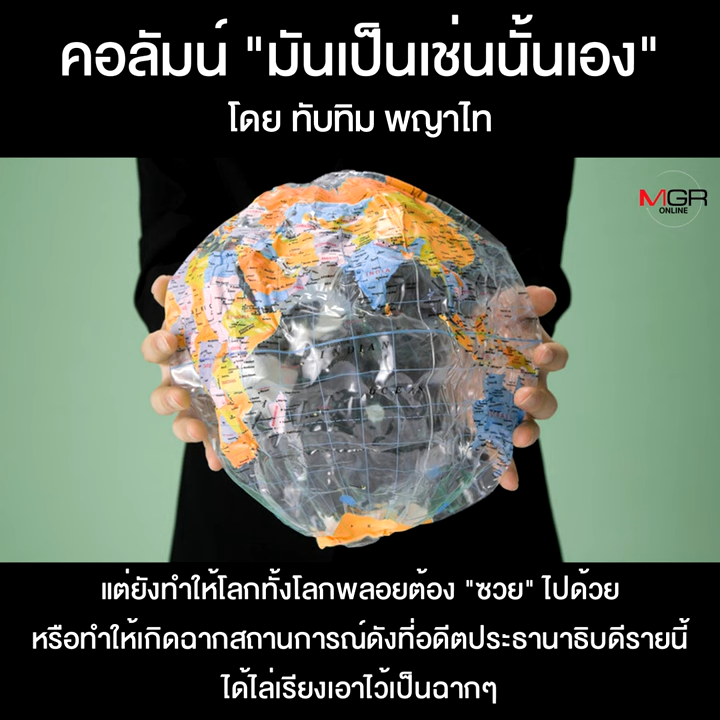 คอลัมน์ "มันเป็นเช่นนั้นเอง"
โดย ทับทิม พญาไท
MGR
ONLINE
INDIA
INDIAN
OCEAN
แต่ยังทำให้โลกทั้งโลกพลอยต้อง "ซวย" ไปด้วย
หรือทำให้เกิดฉากสถานการณ์ดังที่อดีตประธานาธิบดีรายนี้
ได้ไล่เรียงเอาไว้เป็นฉากๆ